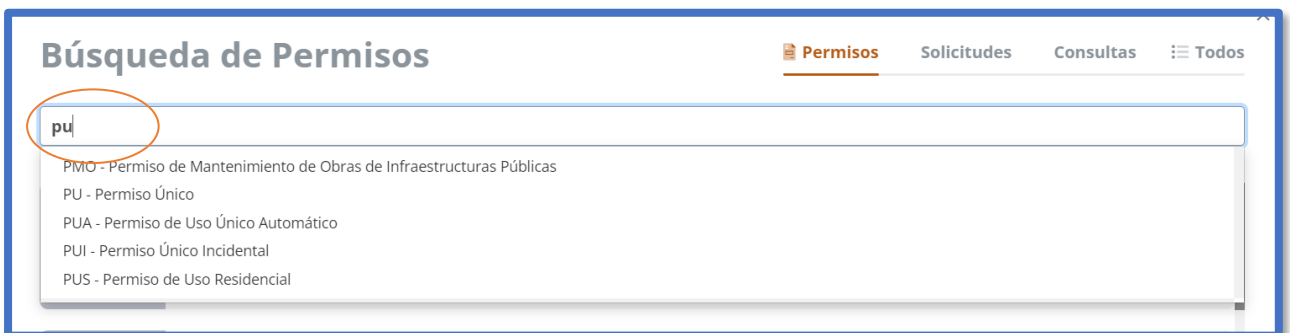 Búsqueda de Permisos
Permisos Solicitudes Consultas Todos
pu
PMO - Permiso de Mantenimiento de Obras de Infraestructuras Públicas
PU - Permiso Único
PUA - Permiso de Uso Único Automático
PUI - Permiso Único Incidental
PUS - Permiso de Uso Residencial